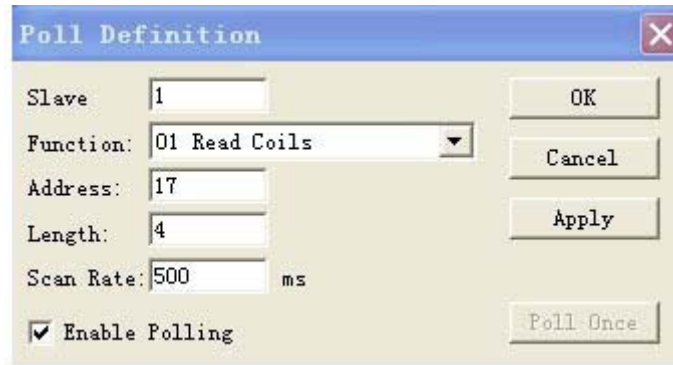 Poll Definition
Slave 1
OK
Function: 01 Read Coils
Cancel
Address: 17
Length: 4
Apply
Scan Rate: 500 ms
Enable Polling
Poll Once